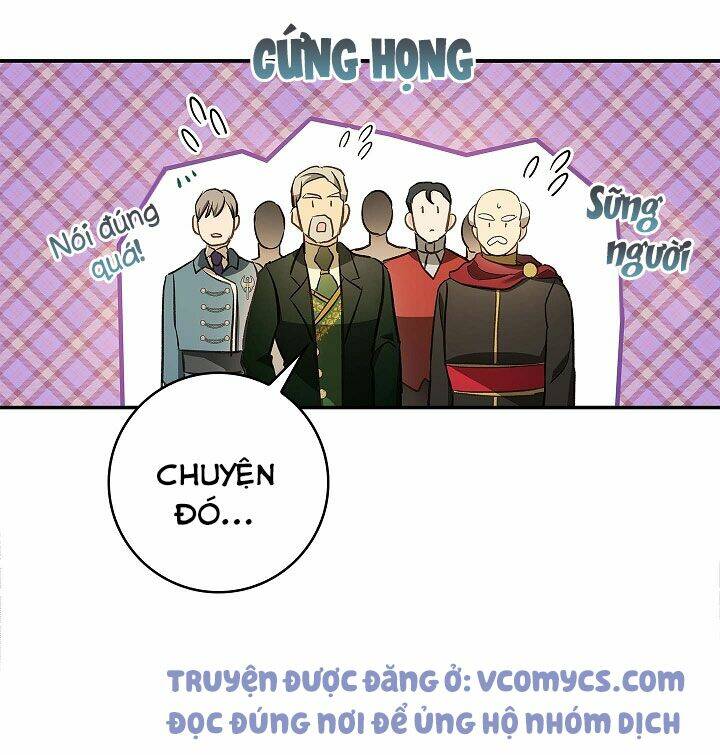 CỨNG HỌNG
Nói đúng
quá!
Sững
người
CHUYỆN
ĐÓ...
TRUYỆN ĐƯỢC ĐĂNG Ở: VCOMYCS.COM
ĐỌC ĐÚNG NƠI ĐỂ ỦNG HỘ NHÓM DỊCH